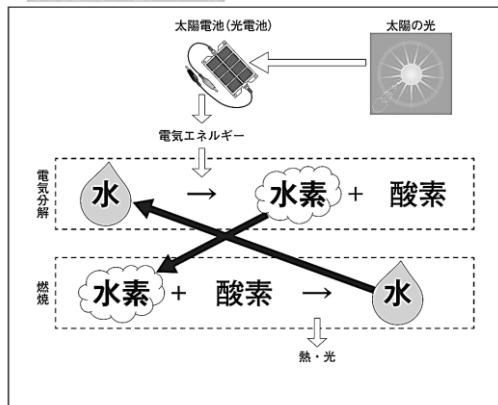 太陽電池(光電池)
太陽の光
電気エネルギー
電気分解
水 → 水素 + 酸素
燃焼
水素 + 酸素 → 水
熱・光